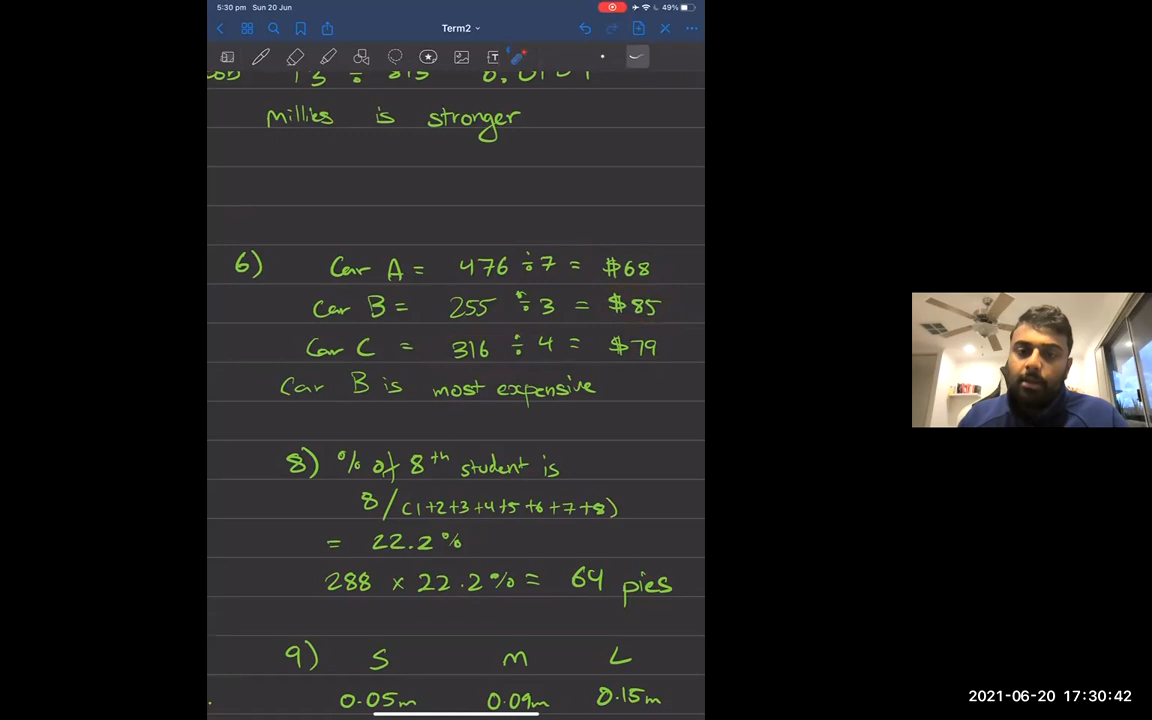 5:30 pm Sun 20 Jun
49%
Term2
millies is stronger
6) Car A = 476 ÷ 7 = $68
Car B = 255 ÷ 3 = $85
Car C = 316 ÷ 4 = $79
Car B is most expensive
8) % of 8th student is
8/(1+2+3+4+5+6+7+8)
= 22.2%
288 × 22.2% = 64 pies
9) S M L
0.05m 0.09m 0.15m
2021-06-20 17:30:42